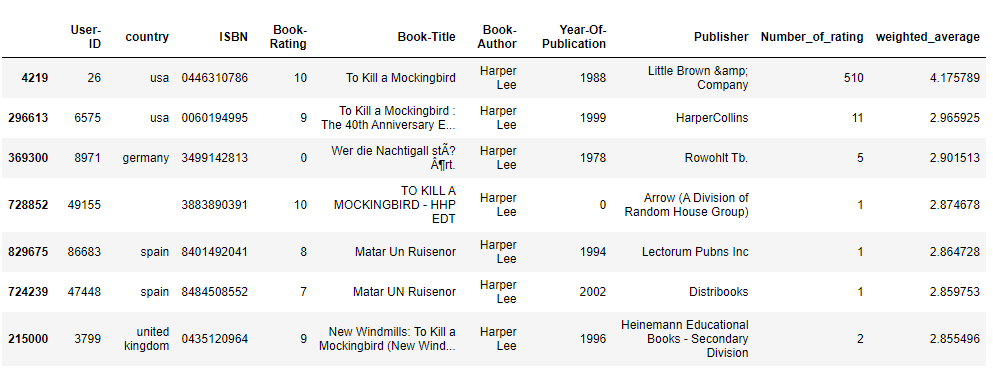 User-ID country ISBN Book-Rating Book-Title Book-Author Year-Of-Publication Publisher Number_of_rating weighted_average
4219 26 usa 0446310786 10 To Kill a Mockingbird Harper Lee 1988 Little Brown &amp; Company 510 4.175789
296613 6575 usa 0060194995 9 To Kill a Mockingbird : The 40th Anniversary E... Harper Lee 1999 HarperCollins 11 2.965925
369300 8971 germany 3499142813 0 Wer die Nachtigall stÃ?Â¶rt. Harper Lee 1978 Rowohlt Tb. 5 2.901513
728852 49155 3883890391 10 TO KILL A MOCKINGBIRD - HHP EDT Harper Lee 0 Arrow (A Division of Random House Group) 1 2.874678
829675 86683 spain 8401492041 8 Matar Un Ruisenor Harper Lee 1994 Lectorum Pubns Inc 1 2.864728
724239 47448 spain 8484508552 7 Matar UN Ruisenor Harper Lee 2002 Distribooks 1 2.859753
215000 3799 united kingdom 0435120964 9 New Windmills: To Kill a Mockingbird (New Wind... Harper Lee 1996 Heinemann Educational Books - Secondary Division 2 2.855496